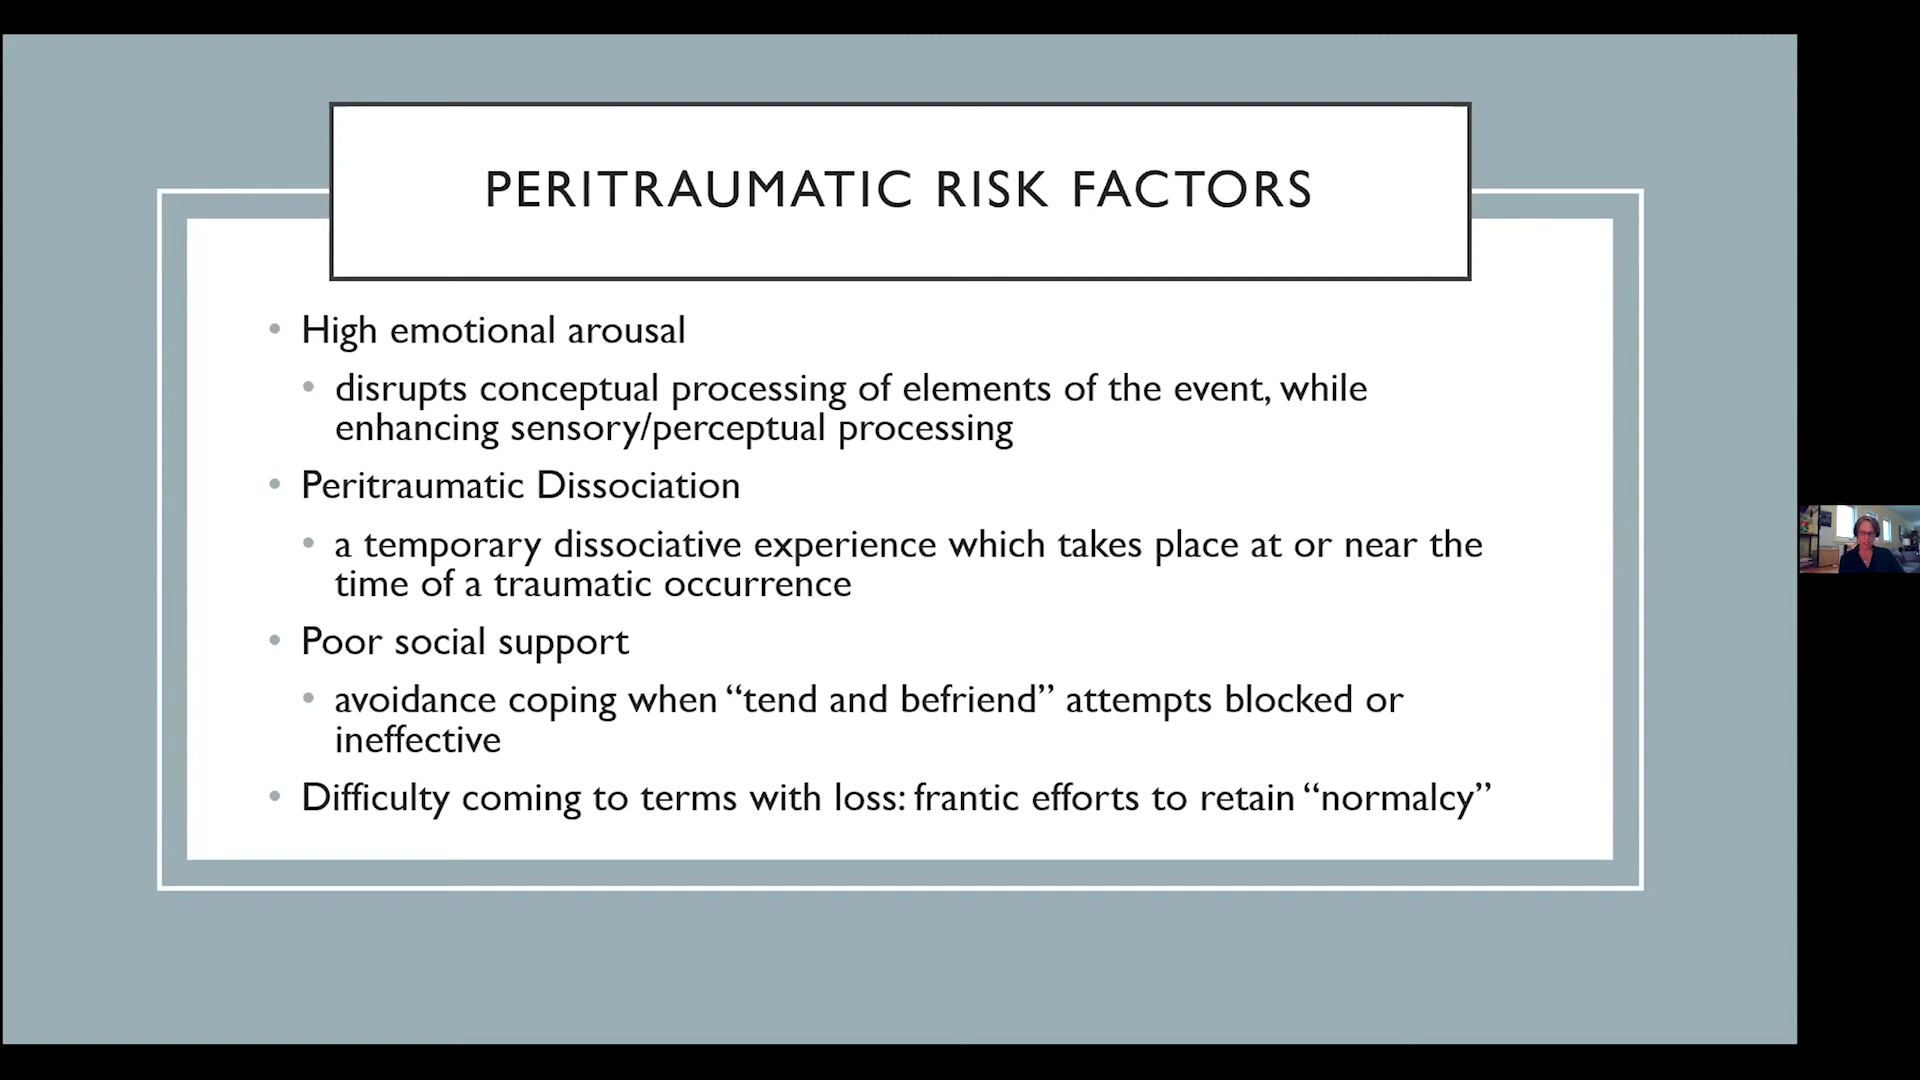 PERITRAUMATIC RISK FACTORS
• High emotional arousal
• disrupts conceptual processing of elements of the event, while
enhancing sensory/perceptual processing
• Peritraumatic Dissociation
• a temporary dissociative experience which takes place at or near the
time of a traumatic occurrence
• Poor social support
• avoidance coping when “tend and befriend” attempts blocked or
ineffective
• Difficulty coming to terms with loss: frantic efforts to retain “normalcy”